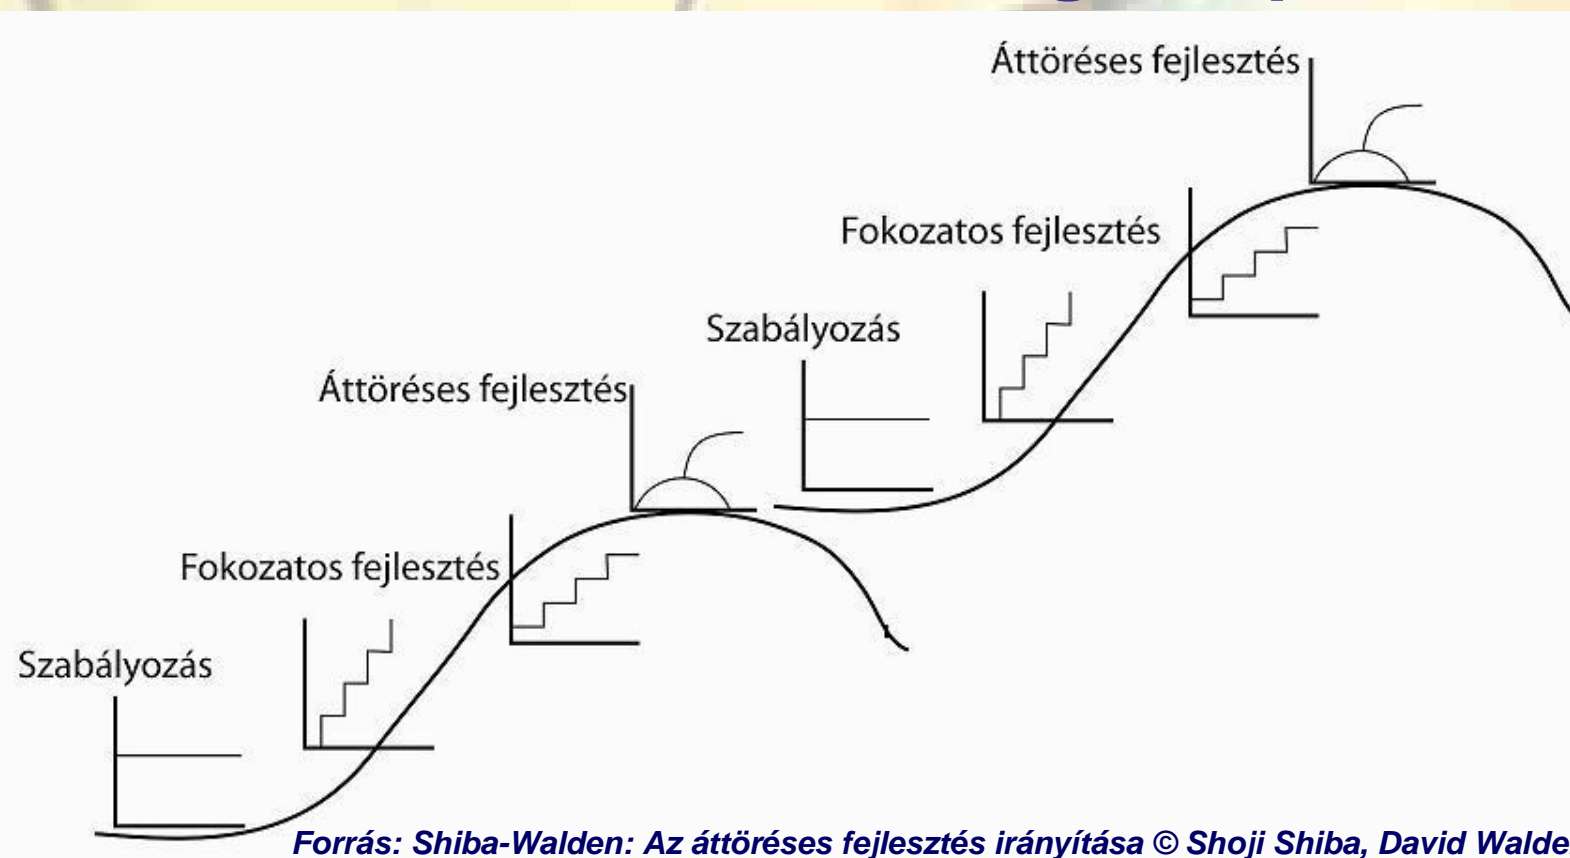 Áttöréses fejlesztés
Fokozatos fejlesztés
Szabályozás
Áttöréses fejlesztés
Fokozatos fejlesztés
Szabályozás
Forrás: Shiba-Walden: Az áttöréses fejlesztés irányítása © Shoji Shiba, David Walde